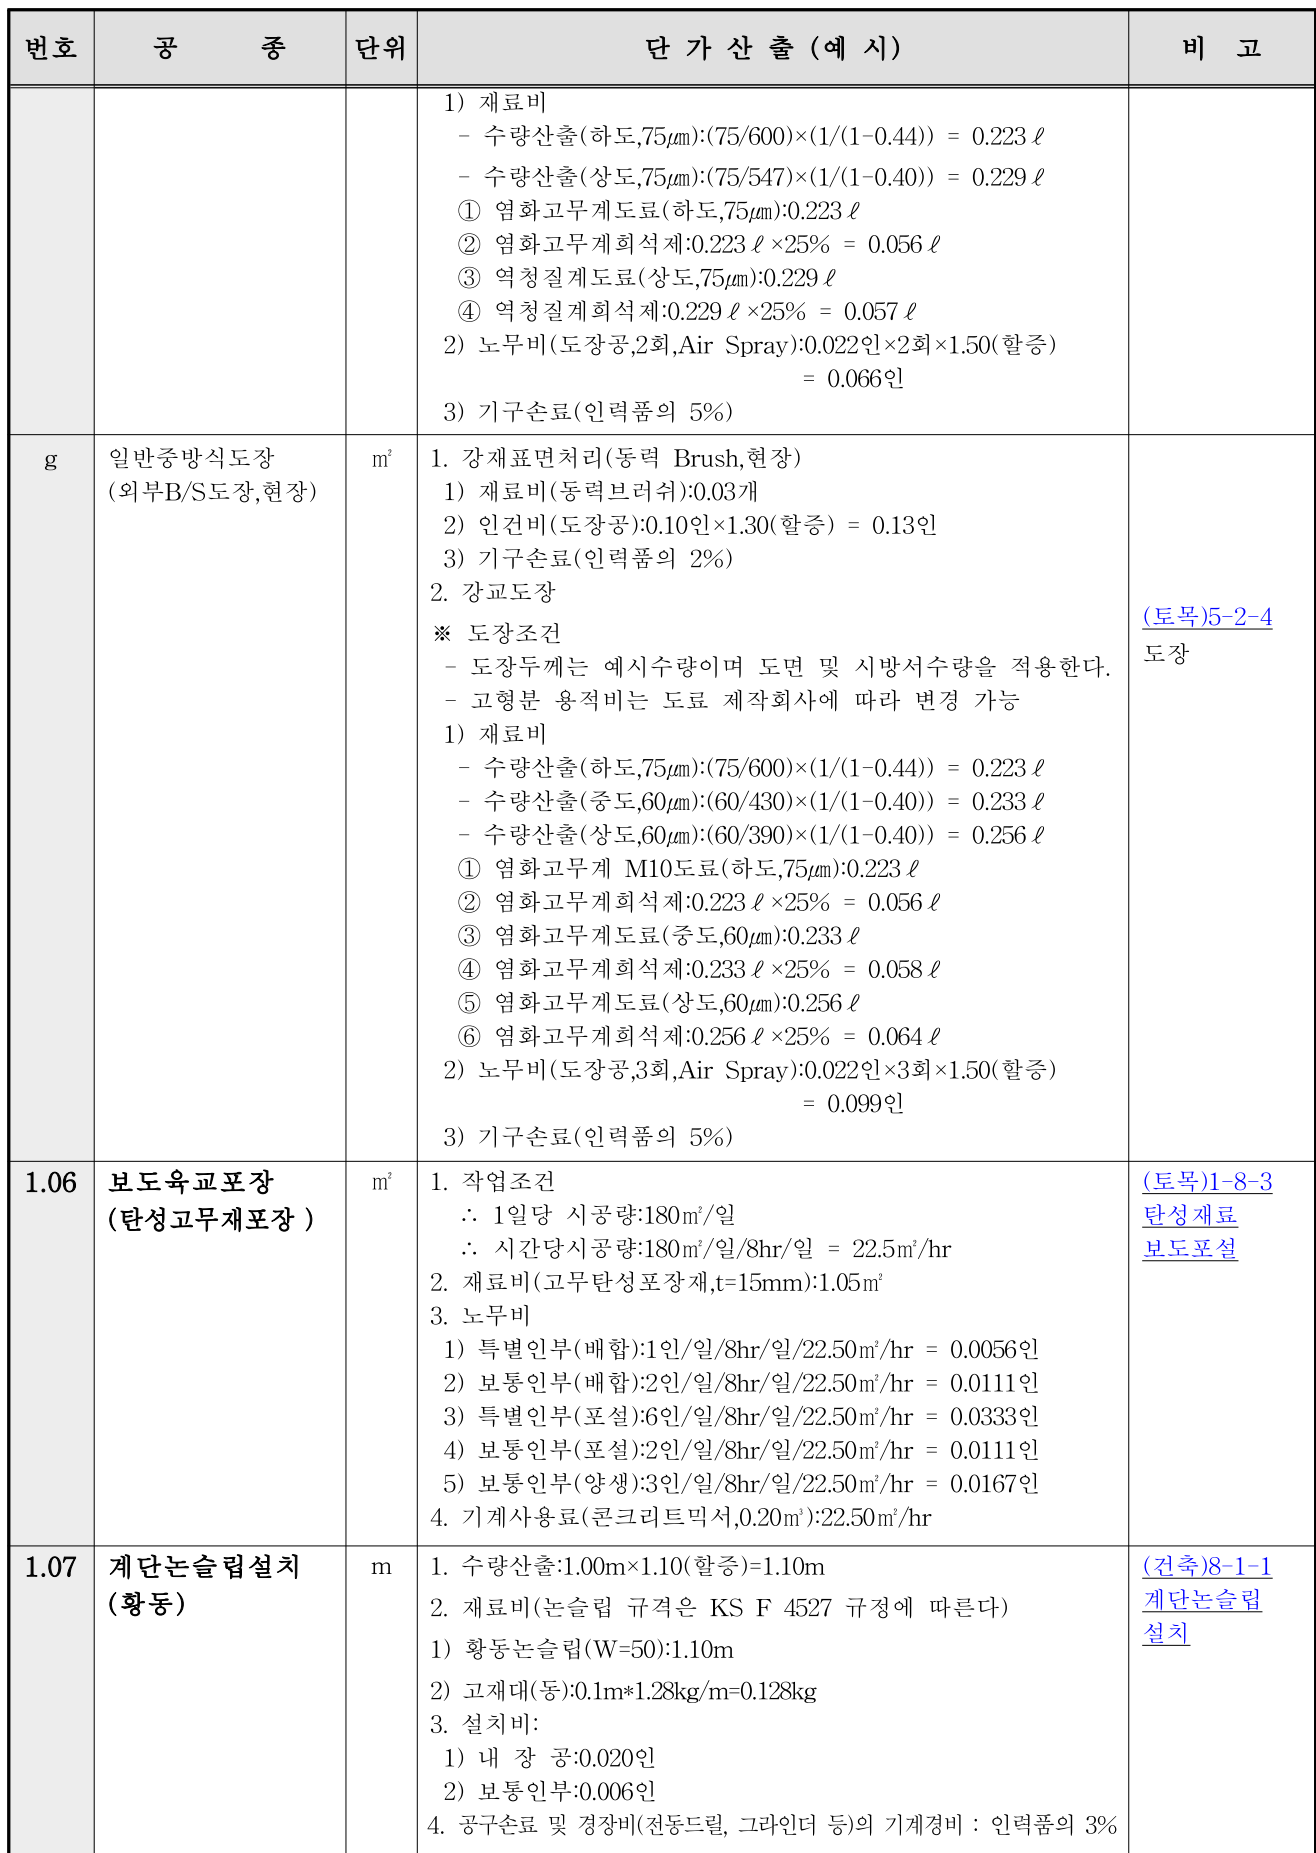 번호 공 종 단위 단 가 산 출 (예 시) 비 고
1) 재료비
- 수량산출(하도,75㎛):(75/600)×(1/(1-0.44)) = 0.223ℓ
- 수량산출(상도,75㎛):(75/547)×(1/(1-0.40)) = 0.229ℓ
① 염화고무계도료(하도,75㎛):0.223ℓ
② 염화고무계희석제:0.223ℓ×25% = 0.056ℓ
③ 역청질계도료(상도,75㎛):0.229ℓ
④ 역청질계희석제:0.229ℓ×25% = 0.057ℓ
2) 노무비(도장공,2회,Air Spray):0.022인×2회×1.50(할증)
= 0.066인
3) 기구손료(인력품의 5%)
g 일반중방식도장 ㎡ 1. 강재표면처리(동력 Brush,현장)
(외부B/S도장,현장) 1) 재료비(동력브러쉬):0.03개
2) 인건비(도장공):0.10인×1.30(할증) = 0.13인
3) 기구손료(인력품의 2%)
2. 강교도장
(토목)5-2-4
※ 도장조건
도장
- 도장두께는 예시수량이며 도면 및 시방서수량을 적용한다.
- 고형분 용적비는 도료 제작회사에 따라 변경 가능
1) 재료비
- 수량산출(하도,75㎛):(75/600)×(1/(1-0.44)) = 0.223ℓ
- 수량산출(중도,60㎛):(60/430)×(1/(1-0.40)) = 0.233ℓ
- 수량산출(상도,60㎛):(60/390)×(1/(1-0.40)) = 0.256ℓ
① 염화고무계 M10도료(하도,75㎛):0.223ℓ
② 염화고무계희석제:0.223ℓ×25% = 0.056ℓ
③ 염화고무계도료(중도,60㎛):0.233ℓ
④ 염화고무계희석제:0.233ℓ×25% = 0.058ℓ
⑤ 염화고무계도료(상도,60㎛):0.256ℓ
⑥ 염화고무계희석제:0.256ℓ×25% = 0.064ℓ
2) 노무비(도장공,3회,Air Spray):0.022인×3회×1.50(할증)
= 0.099인
3) 기구손료(인력품의 5%)
1.06 보도육교포장 ㎡ 1. 작업조건 (토목)1-8-3
(탄성고무재포장 ) ∴ 1일당 시공량:180㎡/일 탄성재료
∴ 시간당시공량:180㎡/일/8hr/일 = 22.5㎡/hr 보도포설
2. 재료비(고무탄성포장재,t=15mm):1.05㎡
3. 노무비
1) 특별인부(배합):1인/일/8hr/일/22.50㎡/hr = 0.0056인
2) 보통인부(배합):2인/일/8hr/일/22.50㎡/hr = 0.0111인
3) 특별인부(포설):6인/일/8hr/일/22.50㎡/hr = 0.0333인
4) 보통인부(포설):2인/일/8hr/일/22.50㎡/hr = 0.0111인
5) 보통인부(양생):3인/일/8hr/일/22.50㎡/hr = 0.0167인
4. 기계사용료(콘크리트믹서,0.20㎥):22.50㎡/hr
1.07 계단논슬립설치 m 1. 수량산출:1.00m×1.10(할증)=1.10m (건축)8-1-1
(황동) 2. 재료비(논슬립 규격은 KS F 4527 규정에 따른다) 계단논슬립
1) 황동논슬립(W=50):1.10m 설치
2) 고재대(동):0.1m*1.28kg/m=0.128kg
3. 설치비:
1) 내 장 공:0.020인
2) 보통인부:0.006인
4. 공구손료 및 경장비(전동드릴, 그라인더 등)의 기계경비 : 인력품의 3%